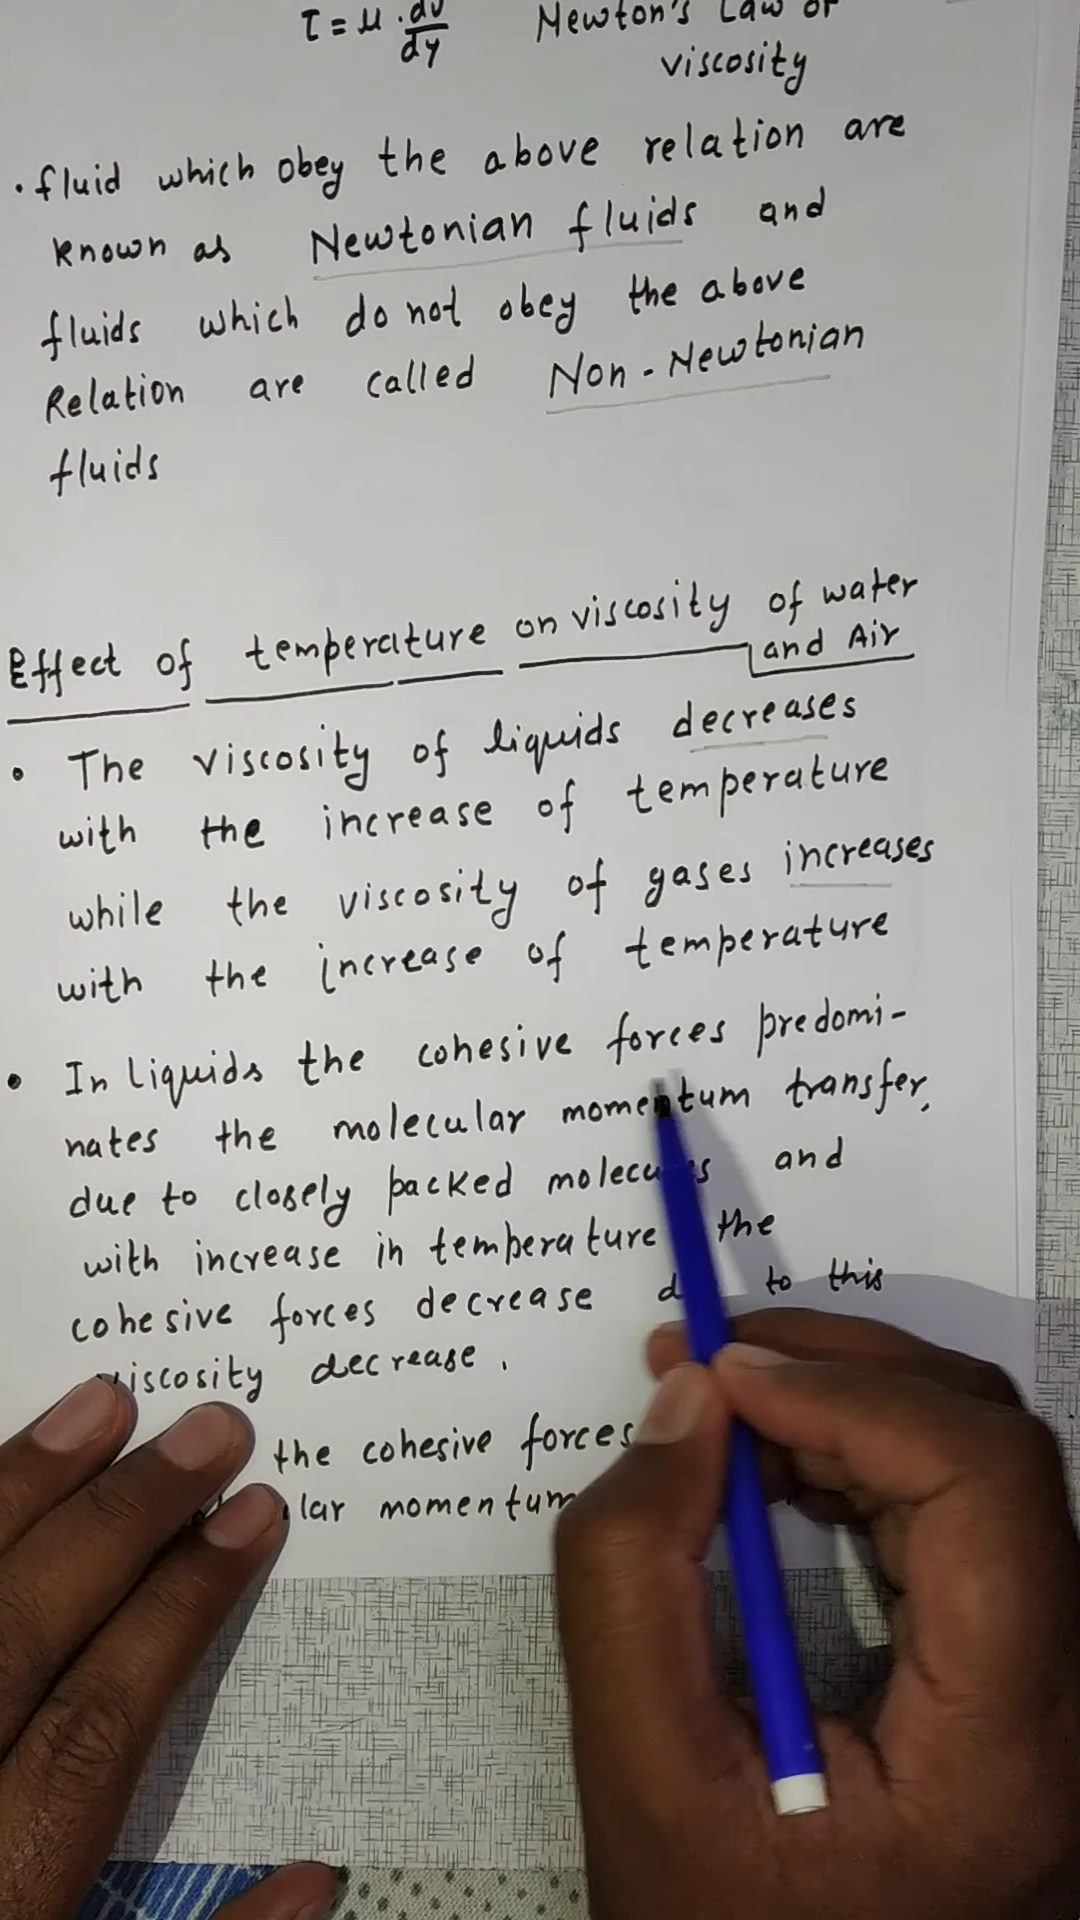 τ = μ . du/dy Newton's Law of
viscosity
• fluid which obey the above relation are
known as Newtonian fluids and
fluids which do not obey the above
Relation are called Non-Newtonian
fluids
Effect of temperature on viscosity of water
and Air
• The viscosity of liquids decreases
with the increase of temperature
while the viscosity of gases increases
with the increase of temperature
• In liquids the cohesive forces predomi-
nates the molecular momentum transfer,
due to closely packed molecules and
with increase in temperature the
cohesive forces decrease to this
viscosity decrease.
the cohesive forces
momentum